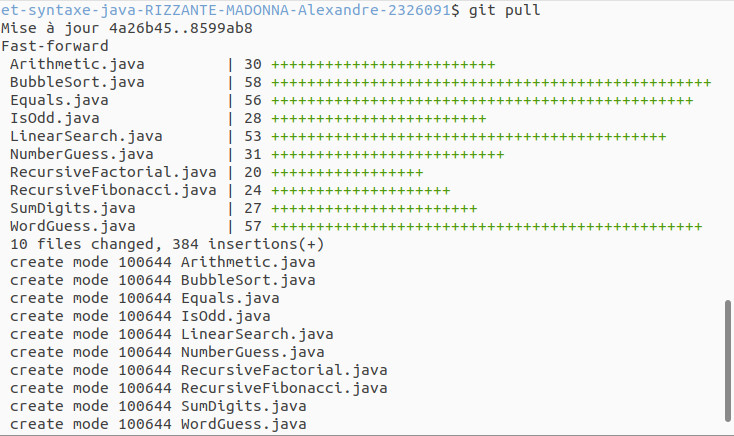 et-syntaxe-java-RIZZANTE-MADONNA-Alexandre-2326091$ git pull
Mise à jour 4a26b45..8599ab8
Fast-forward
 Arithmetic.java         | 30 +++++++++++++++++++++++++
 BubbleSort.java         | 58 +++++++++++++++++++++++++++++++++++++++++++++++++
 Equals.java             | 56 +++++++++++++++++++++++++++++++++++++++++++++++
 IsOdd.java              | 28 ++++++++++++++++++++++++
 LinearSearch.java       | 53 ++++++++++++++++++++++++++++++++++++++++++++
 NumberGuess.java        | 31 ++++++++++++++++++++++++++
 RecursiveFactorial.java | 20 +++++++++++++++++
 RecursiveFibonacci.java | 24 ++++++++++++++++++++
 SumDigits.java          | 27 +++++++++++++++++++++++
 WordGuess.java          | 57 ++++++++++++++++++++++++++++++++++++++++++++++++
 10 files changed, 384 insertions(+)
 create mode 100644 Arithmetic.java
 create mode 100644 BubbleSort.java
 create mode 100644 Equals.java
 create mode 100644 IsOdd.java
 create mode 100644 LinearSearch.java
 create mode 100644 NumberGuess.java
 create mode 100644 RecursiveFactorial.java
 create mode 100644 RecursiveFibonacci.java
 create mode 100644 SumDigits.java
 create mode 100644 WordGuess.java